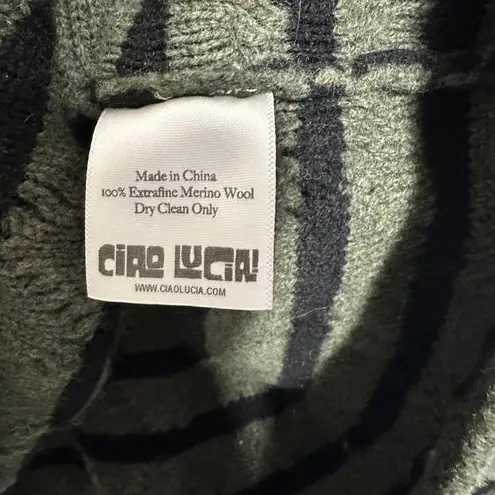 Made in China
100% Extrafine Merino Wool
Dry Clean Only
CIAO LUCIA!
WWW.CIAOLUCIA.COM